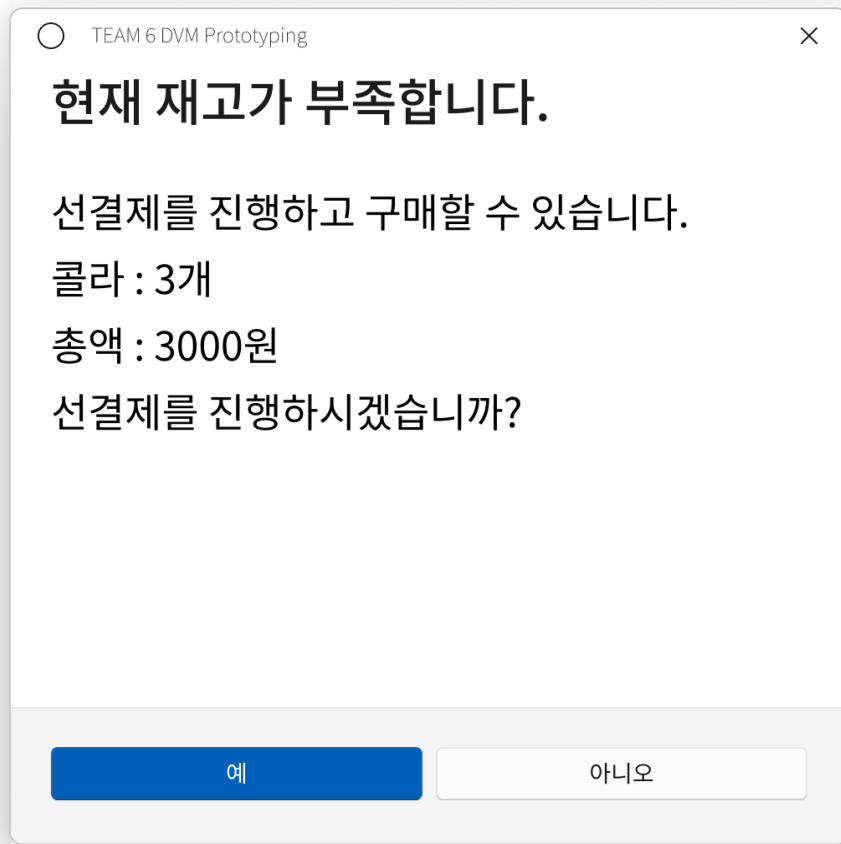 TEAM 6 DVM Prototyping
현재 재고가 부족합니다.
선결제를 진행하고 구매할 수 있습니다.
콜라 : 3개
총액 : 3000원
선결제를 진행하시겠습니까?
예
아니오